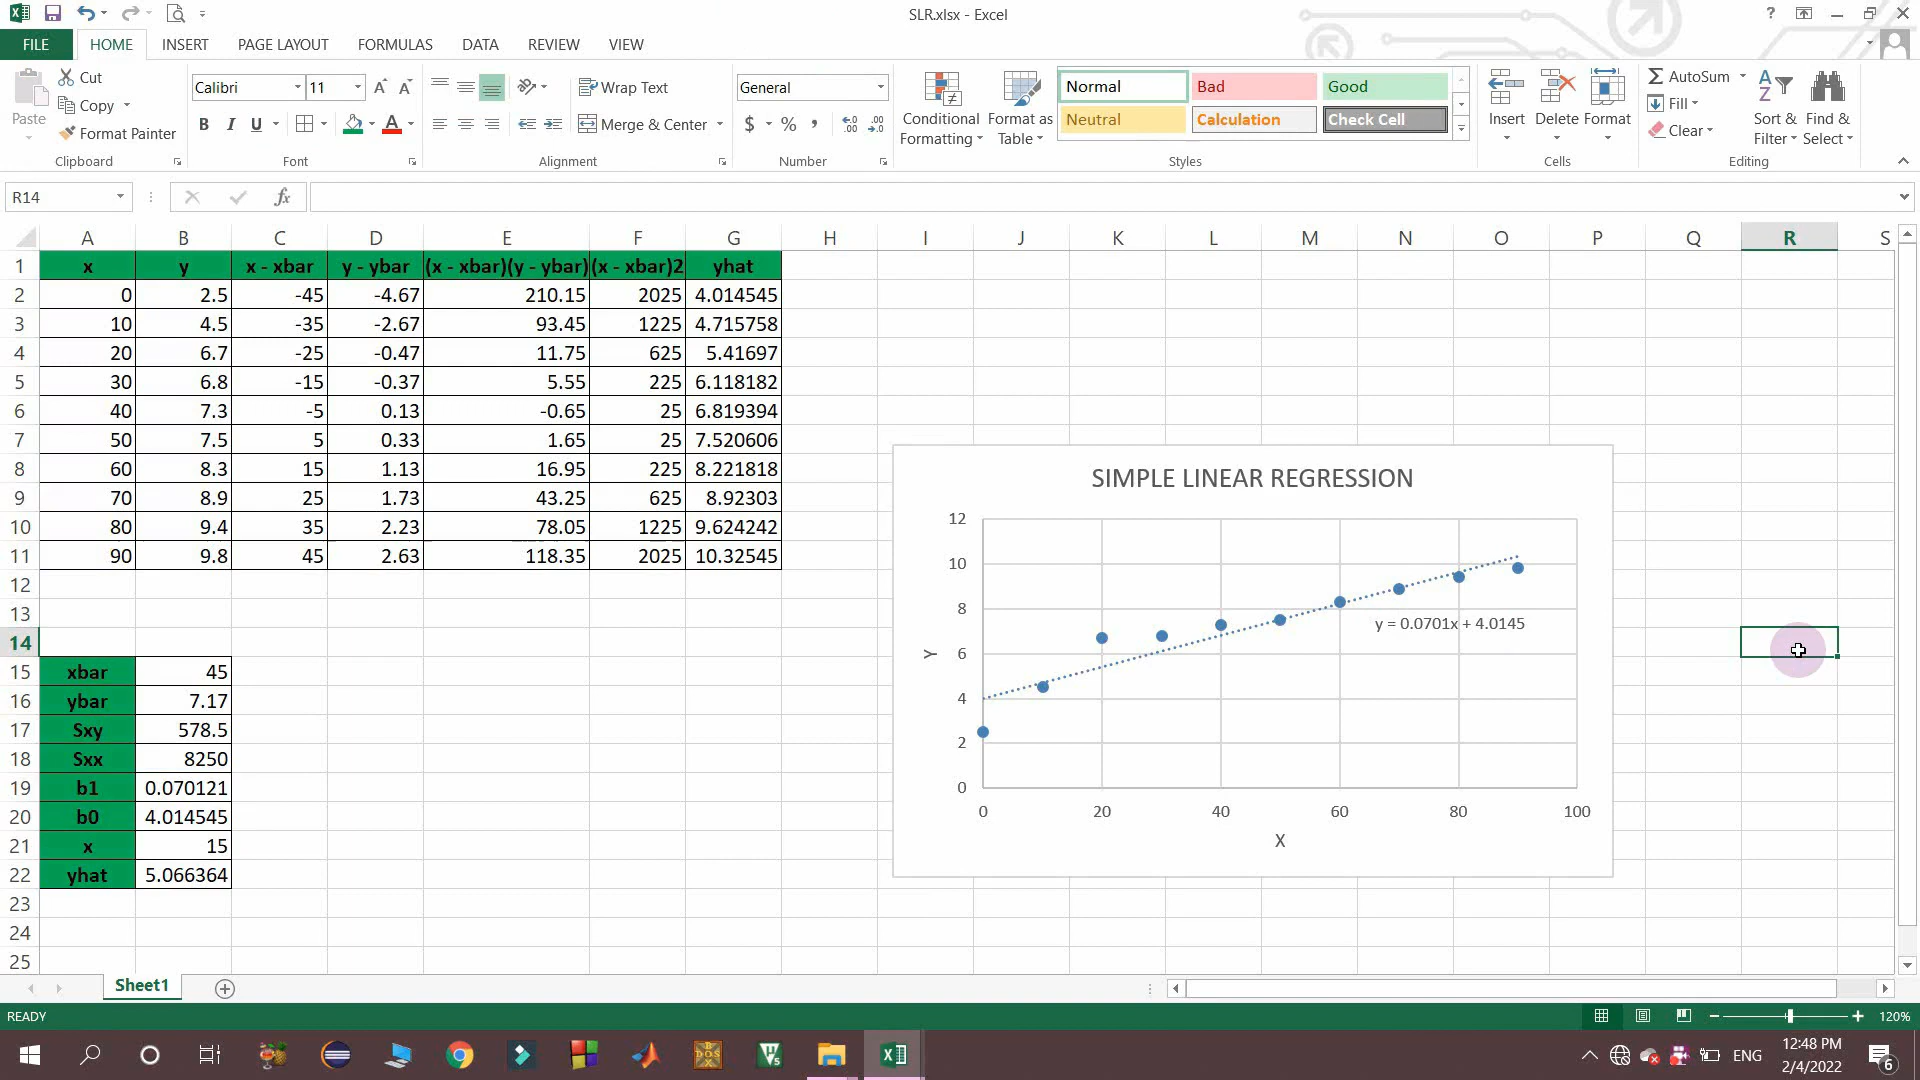 SLR.xlsx - Excel
?
FILE HOME INSERT PAGE LAYOUT FORMULAS DATA REVIEW VIEW
Paste
Cut
Copy
Format Painter
Clipboard
Calibri 11 A A
B I U A
Font
Wrap Text
Merge & Center
Alignment
General
$ % ,
Number
Conditional Formatting
Format as Table
Normal Bad Good
Neutral Calculation Check Cell
Styles
Insert Delete Format
Cells
AutoSum
Fill
Clear
Sort & Filter
Find & Select
Editing
R14 fx
A B C D E F G H I J K L M N O P Q R S
1 x y x - xbar y - ybar (x - xbar)(y - ybar) (x - xbar)2 yhat
2 0 2.5 -45 -4.67 210.15 2025 4.014545
3 10 4.5 -35 -2.67 93.45 1225 4.715758
4 20 6.7 -25 -0.47 11.75 625 5.41697
5 30 6.8 -15 -0.37 5.55 225 6.118182
6 40 7.3 -5 0.13 -0.65 25 6.819394
7 50 7.5 5 0.33 1.65 25 7.520606
8 60 8.3 15 1.13 16.95 225 8.221818
9 70 8.9 25 1.73 43.25 625 8.92303
10 80 9.4 35 2.23 78.05 1225 9.624242
11 90 9.8 45 2.63 118.35 2025 10.32545
12
13
14
15 xbar 45
16 ybar 7.17
17 Sxy 578.5
18 Sxx 8250
19 b1 0.070121
20 b0 4.014545
21 x 15
22 yhat 5.066364
23
24
25
SIMPLE LINEAR REGRESSION
12
10
8
6
4
2
0
Y
y = 0.0701x + 4.0145
0 20 40 60 80 100
X
Sheet1
READY
120%
ENG
12:48 PM
2/4/2022
6